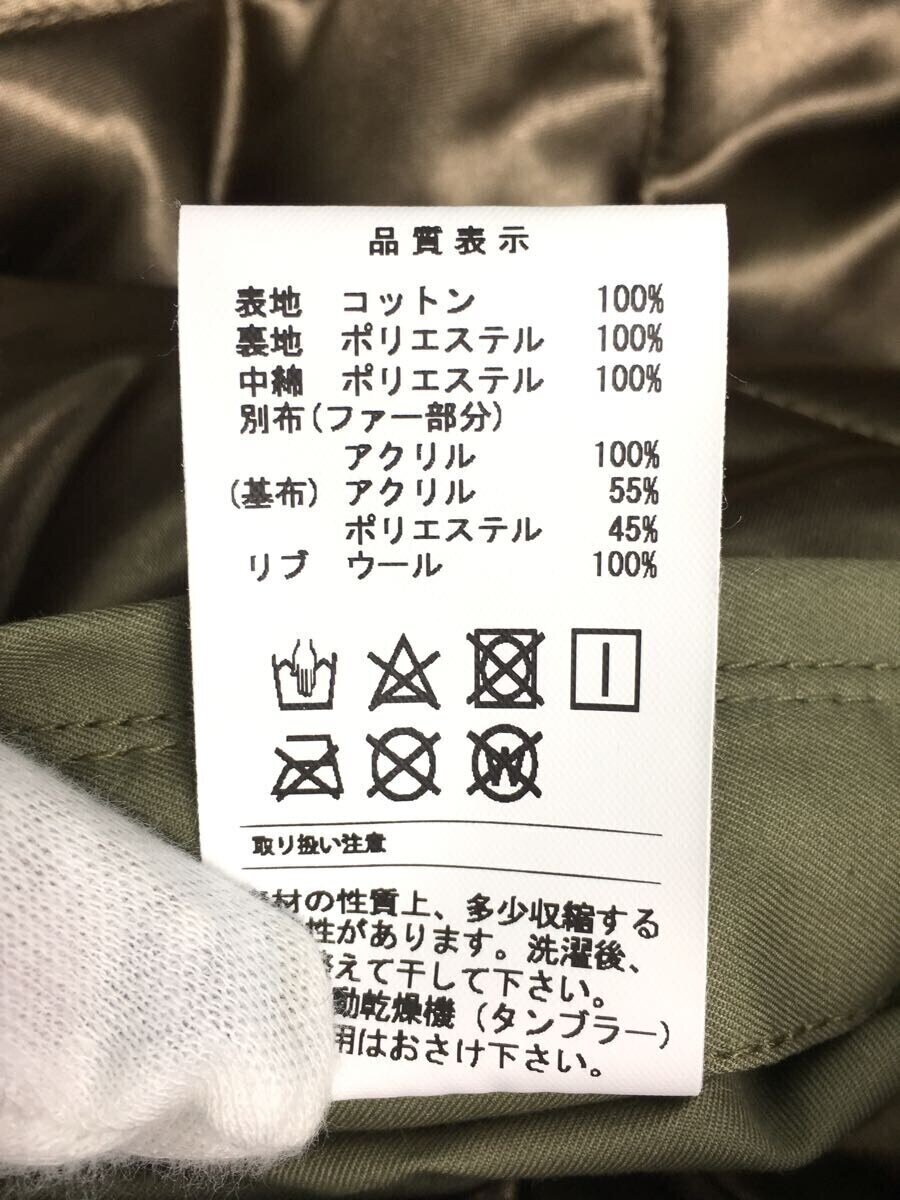 品質表示
表地 コットン 100%
裏地 ポリエステル 100%
中綿 ポリエステル 100%
別布(ファー部分)
アクリル 100%
(基布) アクリル 55%
ポリエステル 45%
リブ ウール 100%
W
取り扱い注意
材の性質上、多少収縮する
性があります。洗濯後、
えて干して下さい。
動乾燥機(タンブラー)
用はおさけ下さい。